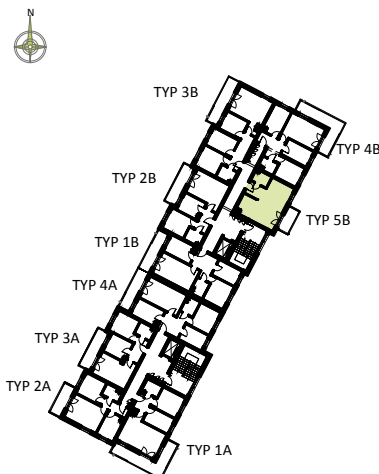 N
TYP 3B
TYP 4B
TYP 2B
TYP 5B
TYP 1B
TYP 4A
TYP 3A
TYP 2A
TYP 1A